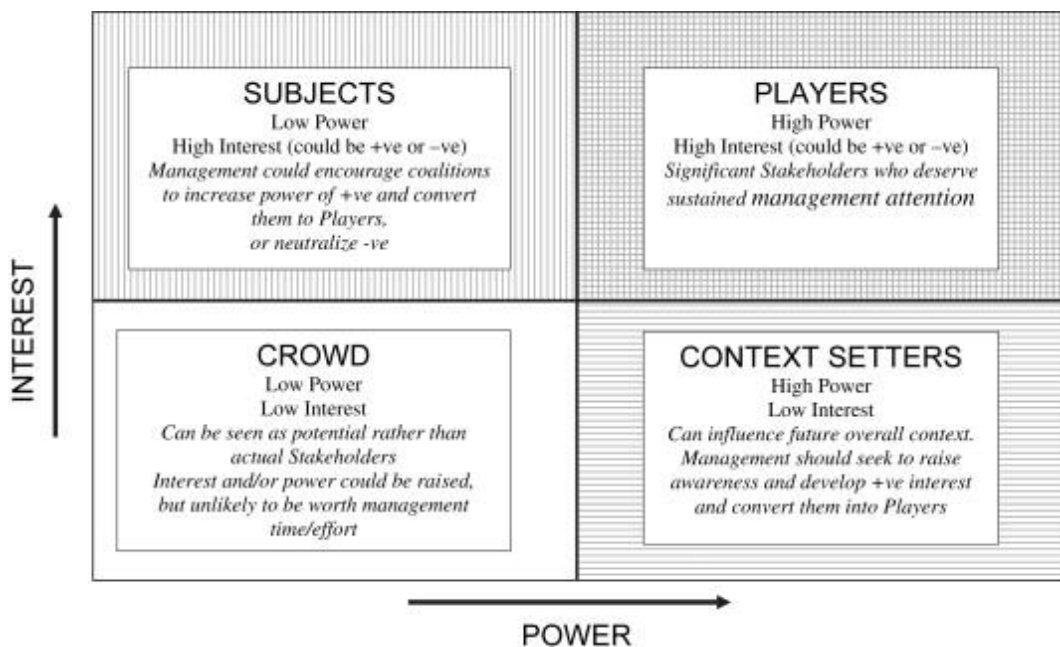 SUBJECTS
Low Power
High Interest (could be +ve or –ve)
Management could encourage coalitions
to increase power of +ve and convert
them to Players,
or neutralize -ve
PLAYERS
High Power
High Interest (could be +ve or –ve)
Significant Stakeholders who deserve
sustained management attention
INTEREST
CROWD
Low Power
Low Interest
Can be seen as potential rather than
actual Stakeholders
Interest and/or power could be raised,
but unlikely to be worth management
time/effort
CONTEXT SETTERS
High Power
Low Interest
Can influence future overall context.
Management should seek to raise
awareness and develop +ve interest
and convert them into Players
POWER